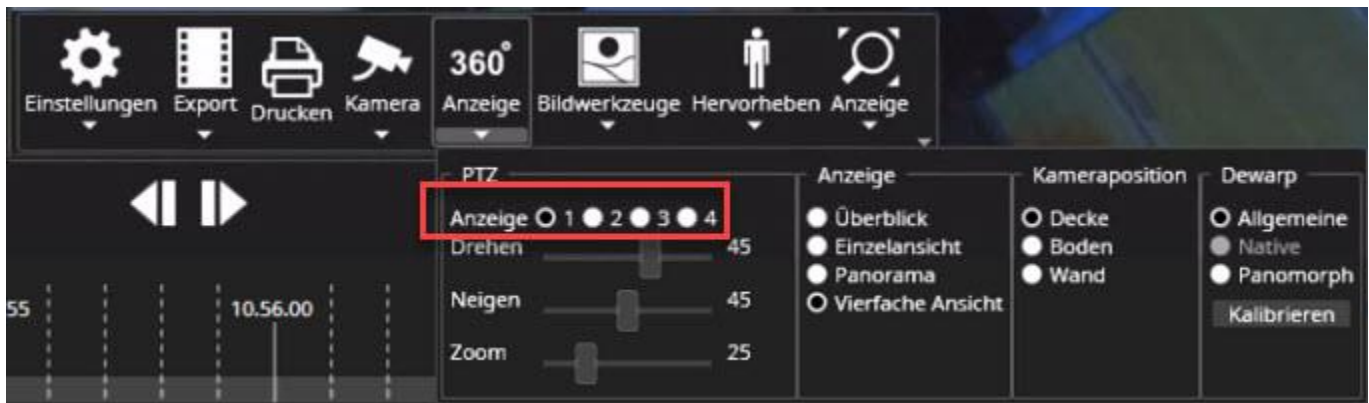 Einstellungen Export Drucken Kamera 360° Anzeige Bildwerkzeuge Hervorheben Anzeige
PTZ
Anzeige 1 2 3 4
Drehen 45
Neigen 45
Zoom 25
Anzeige
Überblick
Einzelansicht
Panorama
Vierfache Ansicht
Kameraposition
Decke
Boden
Wand
Dewarp
Allgemeine
Native
Panomorph
Kalibrieren
55 10.56.00